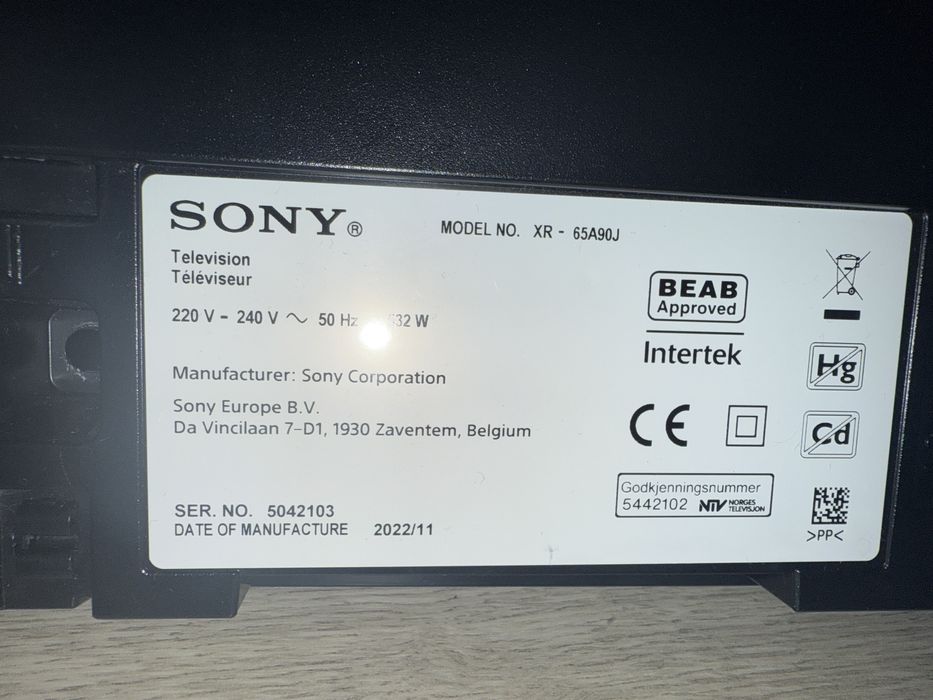 SONY®
MODEL NO. XR - 65A90J
Television
Téléviseur
220 V - 240 V ~ 50 Hz W
Manufacturer: Sony Corporation
Sony Europe B.V.
Da Vincilaan 7-D1, 1930 Zaventem, Belgium
SER. NO. 5042103
DATE OF MANUFACTURE 2022/11
BEAB
Approved
Intertek
CE
Godkjenningsnummer
5442102 NTV NORGES
TELEVISJON
Hg
Cd
>PP<